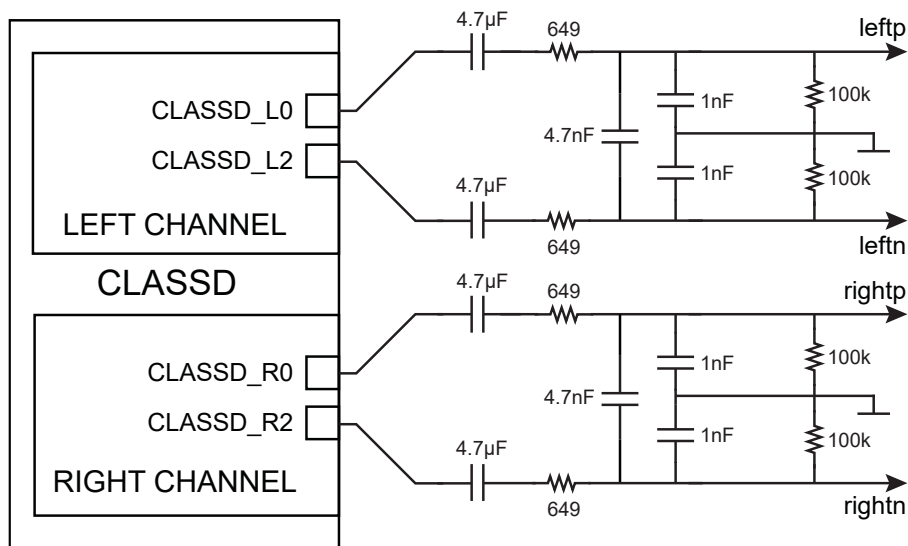 4.7µF
649
leftp
CLASSD_L0
1nF
100k
CLASSD_L2
4.7nF
4.7µF
1nF
100k
LEFT CHANNEL
649
leftn
CLASSD
4.7µF
649
rightp
CLASSD_R0
1nF
100k
4.7nF
CLASSD_R2
4.7µF
1nF
100k
RIGHT CHANNEL
649
rightn